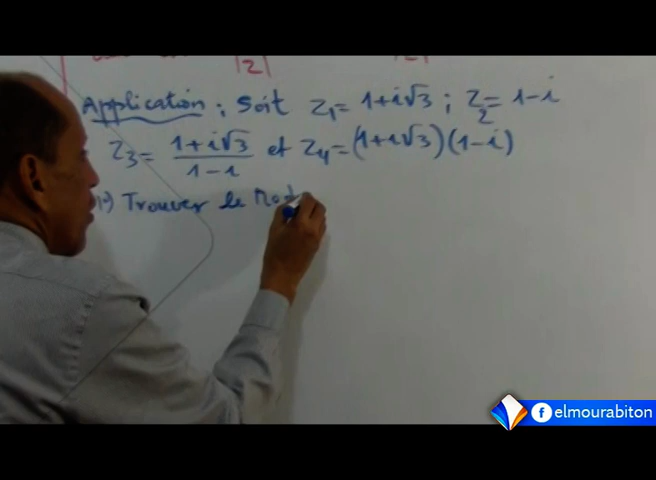 |z| |z|
Application : Soit z₁ = 1+i√3 ; z₂ = 1-i
z₃ = (1+i√3)/(1-i) et z₄ = (1+i√3)(1-i)
1°) Trouver le Mod
elmourabiton